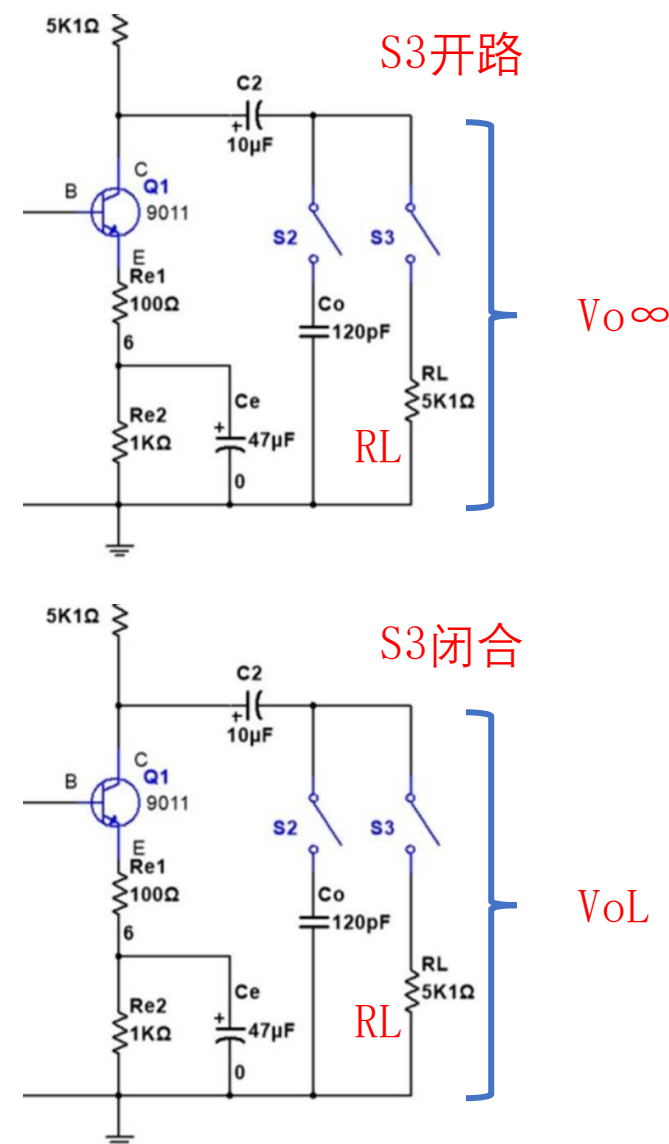 5K1Ω
S3开路
C2
+
10μF
C
Q1
B
9011
E
Re1
100Ω
6
S2
S3
Co
120pF
Vo∞
Re2
1KΩ
Ce
+
47μF
0
RL
5K1Ω
RL
5K1Ω
S3闭合
C2
+
10μF
C
Q1
B
9011
E
Re1
100Ω
6
S2
S3
Co
120pF
VoL
Re2
1KΩ
Ce
+
47μF
0
RL
5K1Ω
RL